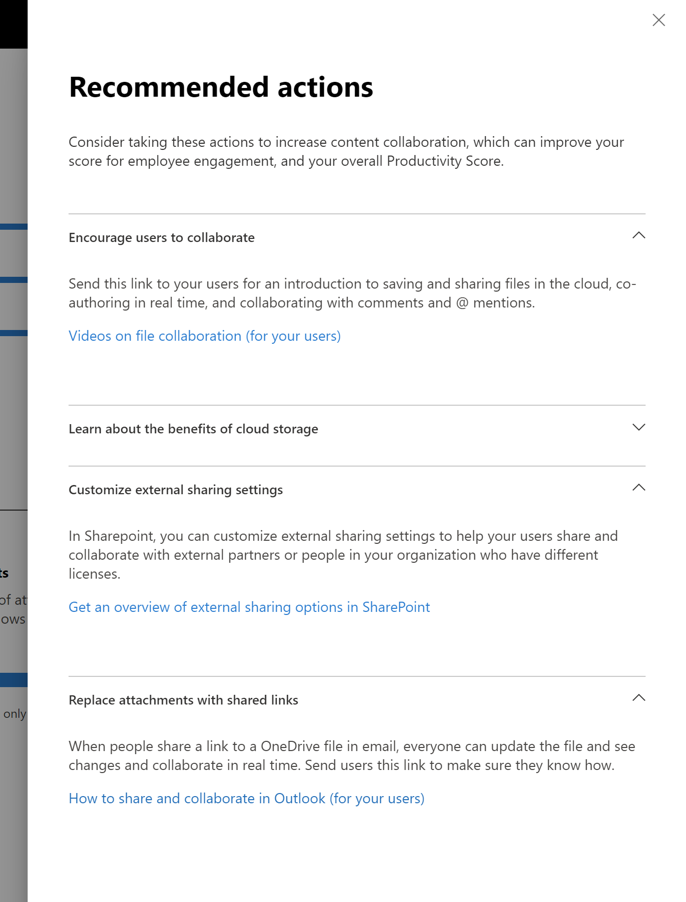 Recommended actions
Consider taking these actions to increase content collaboration, which can improve your
score for employee engagement, and your overall Productivity Score.
Encourage users to collaborate
Send this link to your users for an introduction to saving and sharing files in the cloud, co-
authoring in real time, and collaborating with comments and @ mentions.
Videos on file collaboration (for your users)
Learn about the benefits of cloud storage
Customize external sharing settings
In Sharepoint, you can customize external sharing settings to help your users share and
collaborate with external partners or people in your organization who have different
licenses.
Get an overview of external sharing options in SharePoint
ts
of at
ows
only
Replace attachments with shared links
When people share a link to a OneDrive file in email, everyone can update the file and see
changes and collaborate in real time. Send users this link to make sure they know how.
How to share and collaborate in Outlook (for your users)